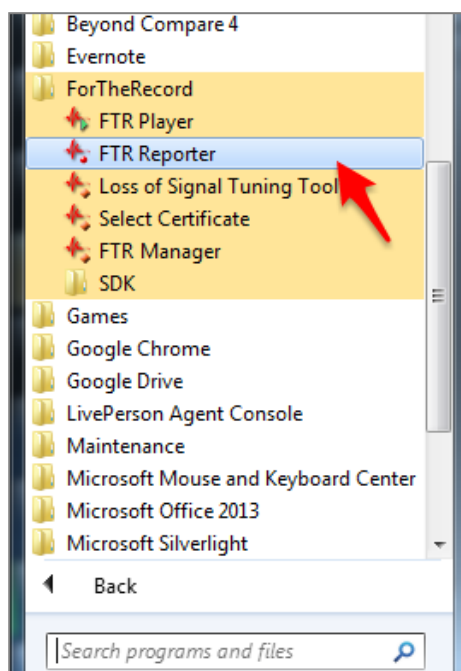 Beyond Compare 4
Evernote
ForTheRecord
FTR Player
FTR Reporter
Loss of Signal Tuning Tool
Select Certificate
FTR Manager
SDK
Games
Google Chrome
Google Drive
LivePerson Agent Console
Maintenance
Microsoft Mouse and Keyboard Center
Microsoft Office 2013
Microsoft Silverlight
Back
Search programs and files